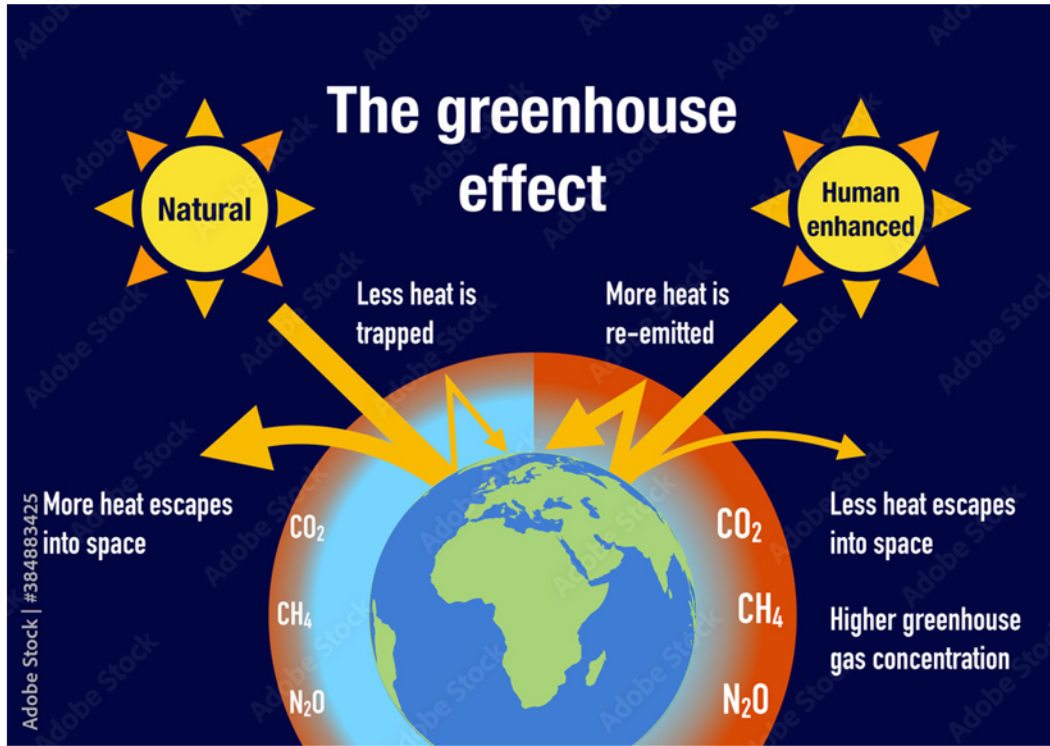 The greenhouse
effect
Natural
Human
enhanced
Less heat is
trapped
More heat is
re-emitted
More heat escapes
into space
Less heat escapes
into space
Higher greenhouse
gas concentration
CO₂
CH₄
N₂O
CO₂
CH₄
N₂O
Adobe Stock | #384883425
Adobe Stock